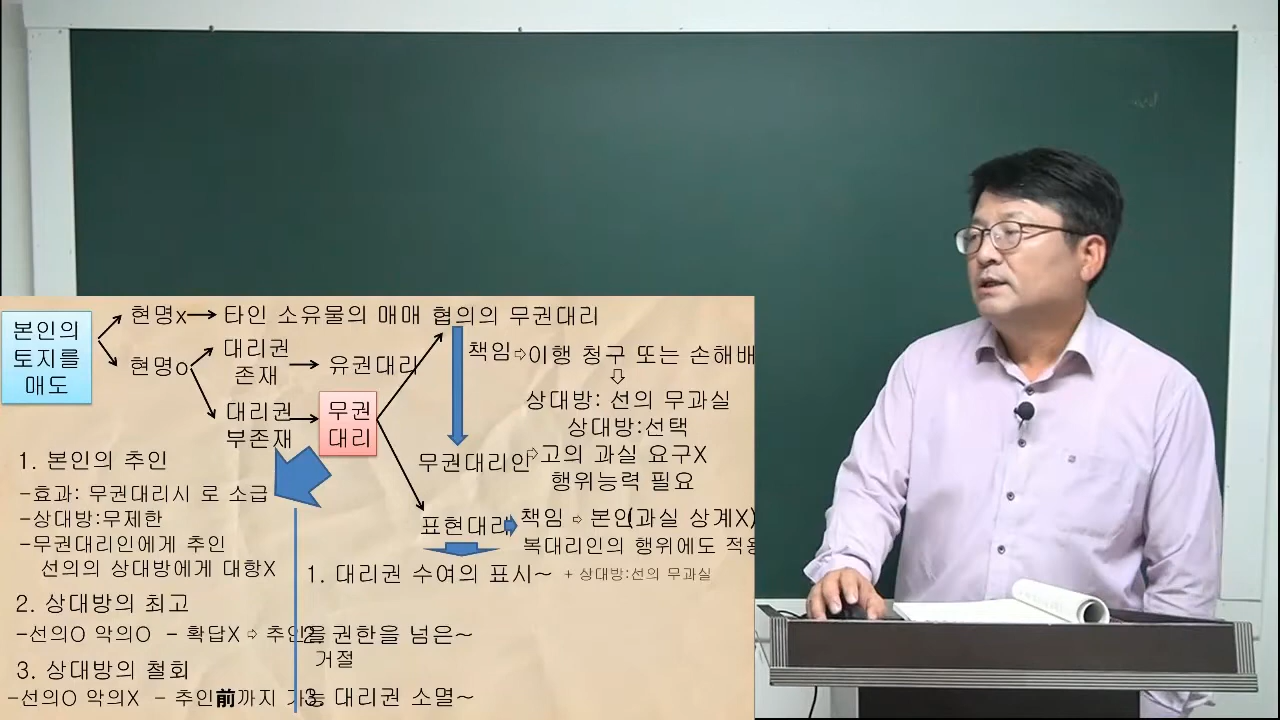 본인의
토지를
매도
현명x
타인 소유물의 매매
현명o
대리권
존재
유권대리
대리권
부존재
무권
대리
협의의 무권대리
책임⇨이행 청구 또는 손해배
⇩
상대방: 선의 무과실
상대방:선택
무권대리인
⇨고의 과실 요구X
행위능력 필요
표현대리
책임 ⇨ 본인(과실 상계X)
복대리인의 행위에도 적용
1. 본인의 추인
-효과: 무권대리시 로 소급
-상대방:무제한
-무권대리인에게 추인
선의의 상대방에게 대항X
2. 상대방의 최고
-선의O 악의O - 확답X ⇨ 추인을
거절
3. 상대방의 철회
-선의O 악의X - 추인前까지 가능
1. 대리권 수여의 표시~ + 상대방:선의 무과실
2. 권한을 넘은~
3. 대리권 소멸~